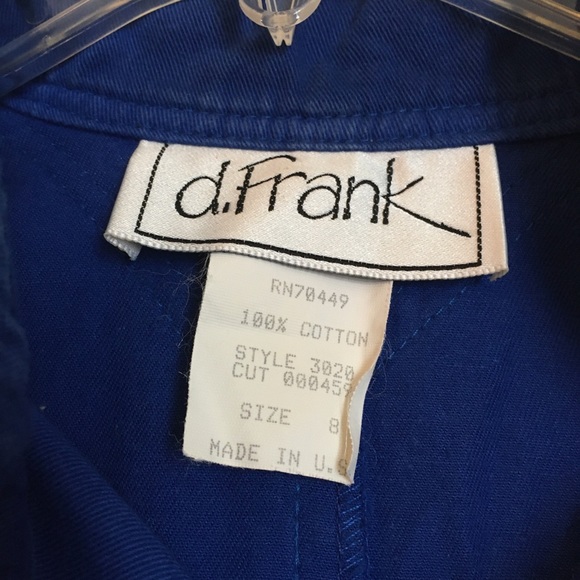 d.Frank
RN70449
100% COTTON
STYLE 3020
CUT 000459
SIZE 8
MADE IN U.S